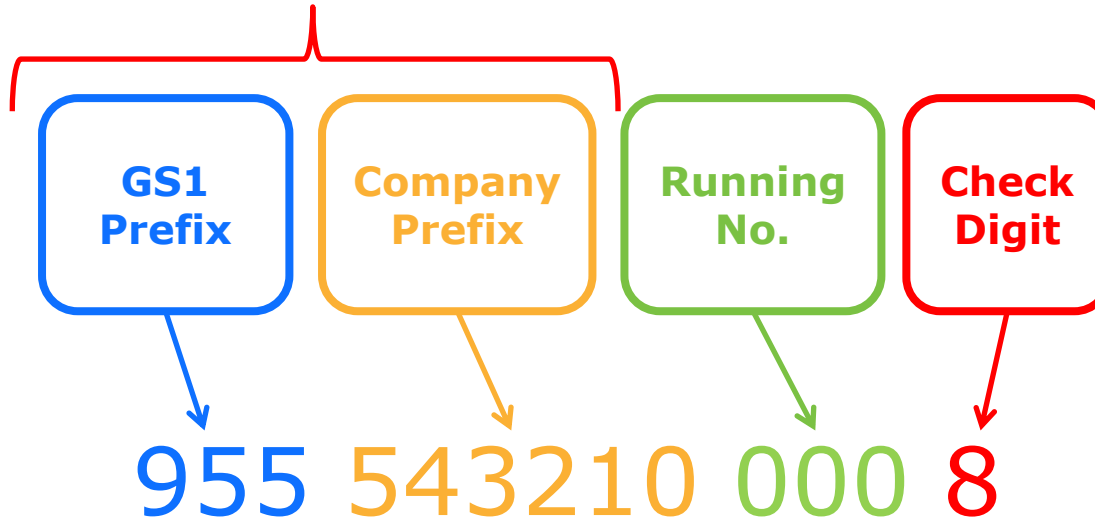 GS1
Prefix
Company
Prefix
Running
No.
Check
Digit
955 543210 000 8